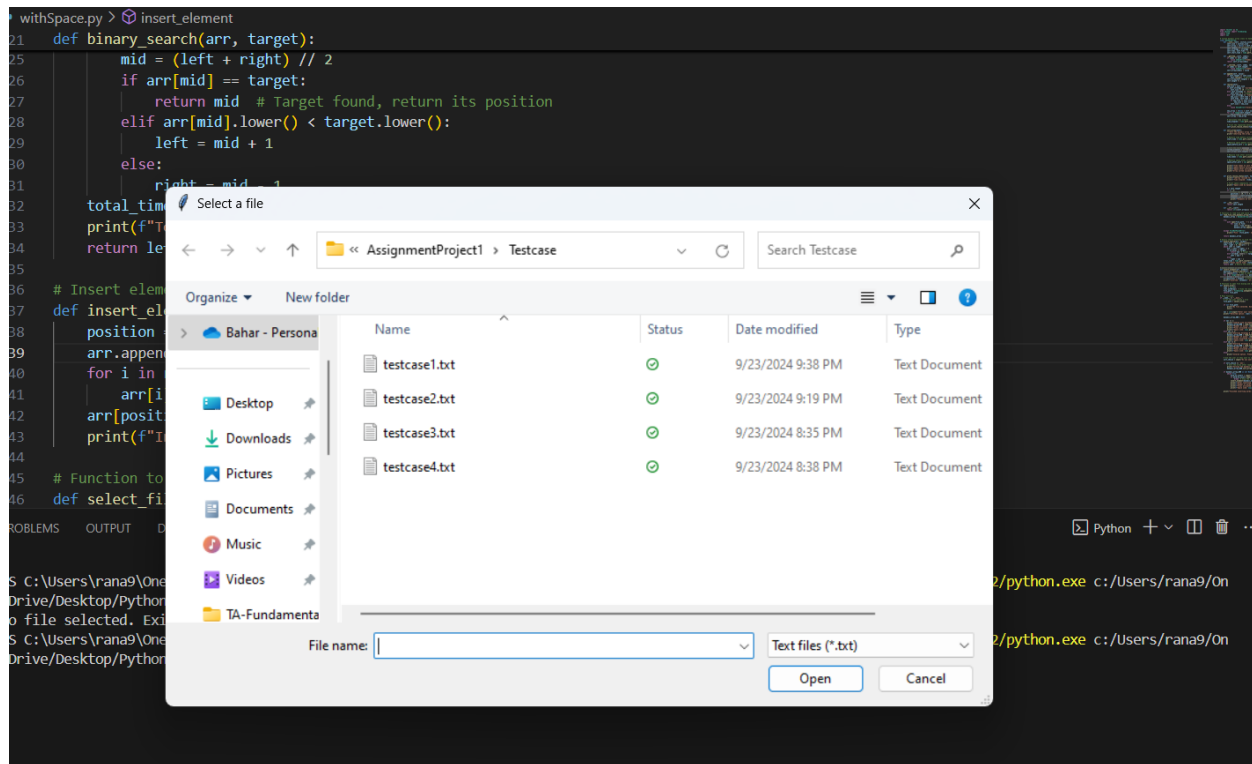 withSpace.py > insert_element
21 def binary_search(arr, target):
25 mid = (left + right) // 2
26 if arr[mid] == target:
27 return mid # Target found, return its position
28 elif arr[mid].lower() < target.lower():
29 left = mid + 1
30 else:
31 right = mid - 1
32 total_tim
33 print(f"T
34 return le
35
36 # Insert elem
37 def insert_el
38 position
39 arr.appen
40 for i in
41 arr[i
42 arr[posit
43 print(f"I
44
45 # Function to
46 def select_fi
Select a file
« AssignmentProject1 > Testcase
Search Testcase
Organize New folder
Bahar - Persona
Desktop
Downloads
Pictures
Documents
Music
Videos
TA-Fundamenta
Name Status Date modified Type
testcase1.txt 9/23/2024 9:38 PM Text Document
testcase2.txt 9/23/2024 9:19 PM Text Document
testcase3.txt 9/23/2024 8:35 PM Text Document
testcase4.txt 9/23/2024 8:38 PM Text Document
File name: Text files (*.txt)
Open Cancel
ROBLEMS OUTPUT D Python
S C:\Users\rana9\One 2/python.exe c:/Users/rana9/On
Drive/Desktop/Python
o file selected. Exi
S C:\Users\rana9\One 2/python.exe c:/Users/rana9/On
Drive/Desktop/Python